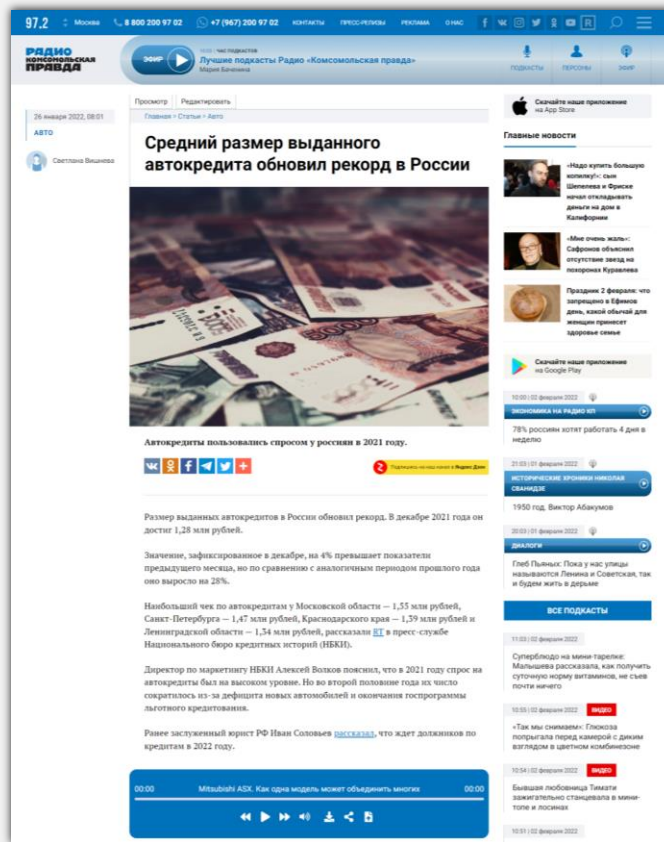 97.2 Москва 8 800 200 97 02 +7 (967) 200 97 02 КОНТАКТЫ ПРЕСС-РЕЛИЗЫ РЕКЛАМА О НАС
РАДИО
КОМСОМОЛЬСКАЯ
ПРАВДА
ЭФИР
ЧАС ПОДКАСТОВ
Лучшие подкасты Радио «Комсомольская правда»
Мария Баченина
ПОДКАСТЫ ПЕРСОНЫ ЭФИР
26 января 2022, 08:01
АВТО
Светлана Вишнева
Просмотр Редактировать
Главная > Статьи > Авто
Средний размер выданного
автокредита обновил рекорд в России
Автокредиты пользовались спросом у россиян в 2021 году.
Подпишись на наш канал в Яндекс Дзен
Размер выданных автокредитов в России обновил рекорд. В декабре 2021 года он
достиг 1,28 млн рублей.
Значение, зафиксированное в декабре, на 4% превышает показатели
предыдущего месяца, но по сравнению с аналогичным периодом прошлого года
оно выросло на 28%.
Наибольший чек по автокредитам у Московской области — 1,55 млн рублей,
Санкт-Петербурга — 1,47 млн рублей, Краснодарского края — 1,39 млн рублей и
Ленинградской области — 1,34 млн рублей, рассказали RT в пресс-службе
Национального бюро кредитных историй (НБКИ).
Директор по маркетингу НБКИ Алексей Волков пояснил, что в 2021 году спрос на
автокредиты был на высоком уровне. Но во второй половине года их число
сократилось из-за дефицита новых автомобилей и окончания госпрограммы
льготного кредитования.
Ранее заслуженный юрист РФ Иван Соловьев рассказал, что ждет должников по
кредитам в 2022 году.
00:00 Mitsubishi ASX. Как одна модель может объединить многих 00:00
Скачайте наше приложение
на App Store
Главные новости
«Надо купить большую
копилку!»: сын
Шепелева и Фриске
начал откладывать
деньги на дом в
Калифорнии
«Мне очень жаль»:
Сафронов объяснил
отсутствие звезд на
похоронах Куравлева
Праздник 2 февраля: что
запрещено в Ефимов
день, какой обычай для
женщин принесет
здоровье семье
Скачайте наше приложение
на Google Play
10:00 | 02 февраля 2022
ЭКОНОМИКА НА РАДИО КП
78% россиян хотят работать 4 дня в
неделю
21:03 | 01 февраля 2022
ИСТОРИЧЕСКИЕ ХРОНИКИ НИКОЛАЯ
СВАНИДЗЕ
1950 год. Виктор Абакумов
20:03 | 01 февраля 2022
ДИАЛОГИ
Глеб Пьяных: Пока у нас улицы
называются Ленина и Советская, так
и будем жить в дерьме
ВСЕ ПОДКАСТЫ
11:03 | 02 февраля 2022
Суперблюдо на мини-тарелке:
Малышева рассказала, как получить
суточную норму витаминов, не съев
почти ничего
10:55 | 02 февраля 2022 ВИДЕО
«Так мы снимаем»: Глюкоза
попрыгала перед камерой с диким
взглядом в цветном комбинезоне
10:54 | 02 февраля 2022 ВИДЕО
Бывшая любовница Тимати
зажигательно станцевала в мини-
топе и лосинах
10:51 | 02 февраля 2022